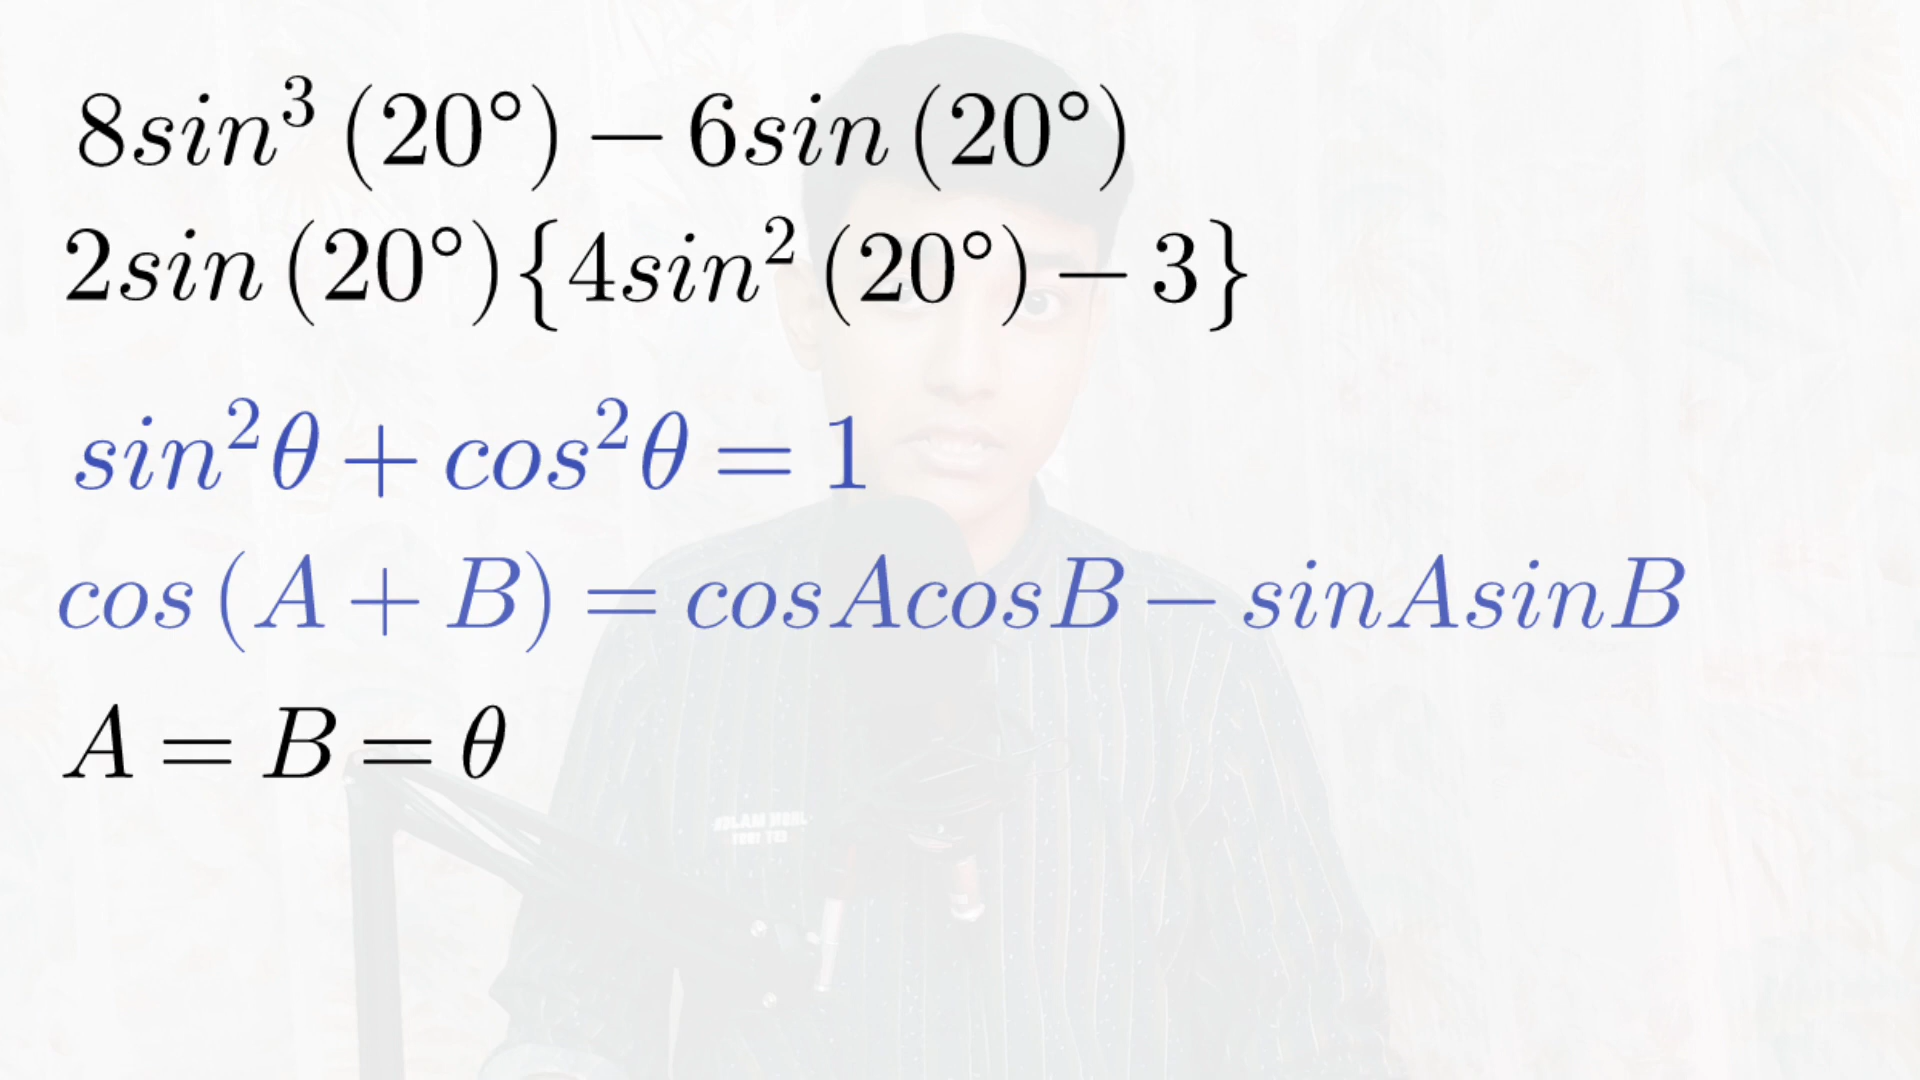 8sin³ (20°) − 6sin (20°)
2sin (20°) {4sin² (20°) − 3}
sin²θ + cos²θ = 1
cos (A + B) = cosAcosB − sinAsinB
A = B = θ